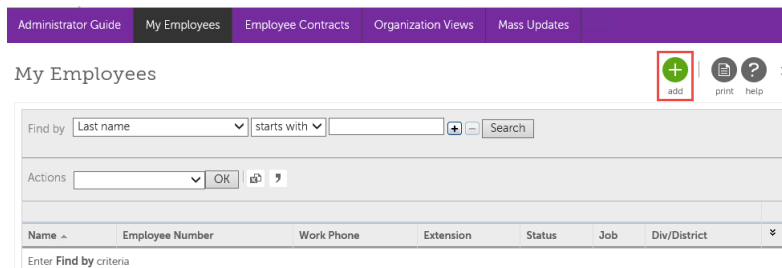 Administrator Guide My Employees Employee Contracts Organization Views Mass Updates
My Employees
add print help
Find by Last name starts with Search
Actions OK
Name Employee Number Work Phone Extension Status Job Div/District
Enter Find by criteria